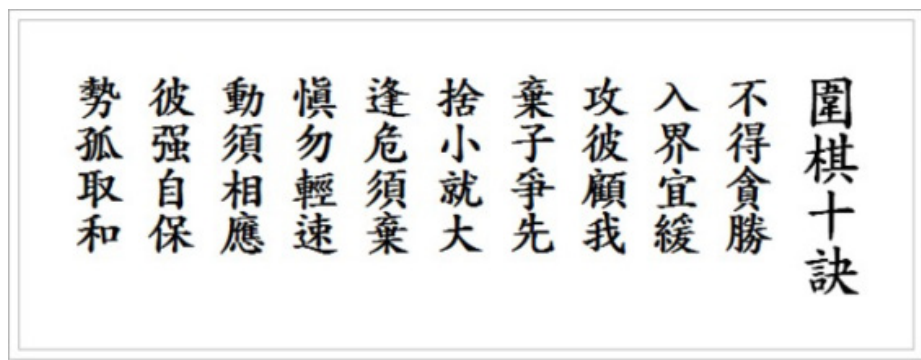 圍棋十訣
不得貪勝
入界宜緩
攻彼顧我
棄子爭先
捨小就大
逢危須棄
慎勿輕速
動須相應
彼强自保
勢孤取和